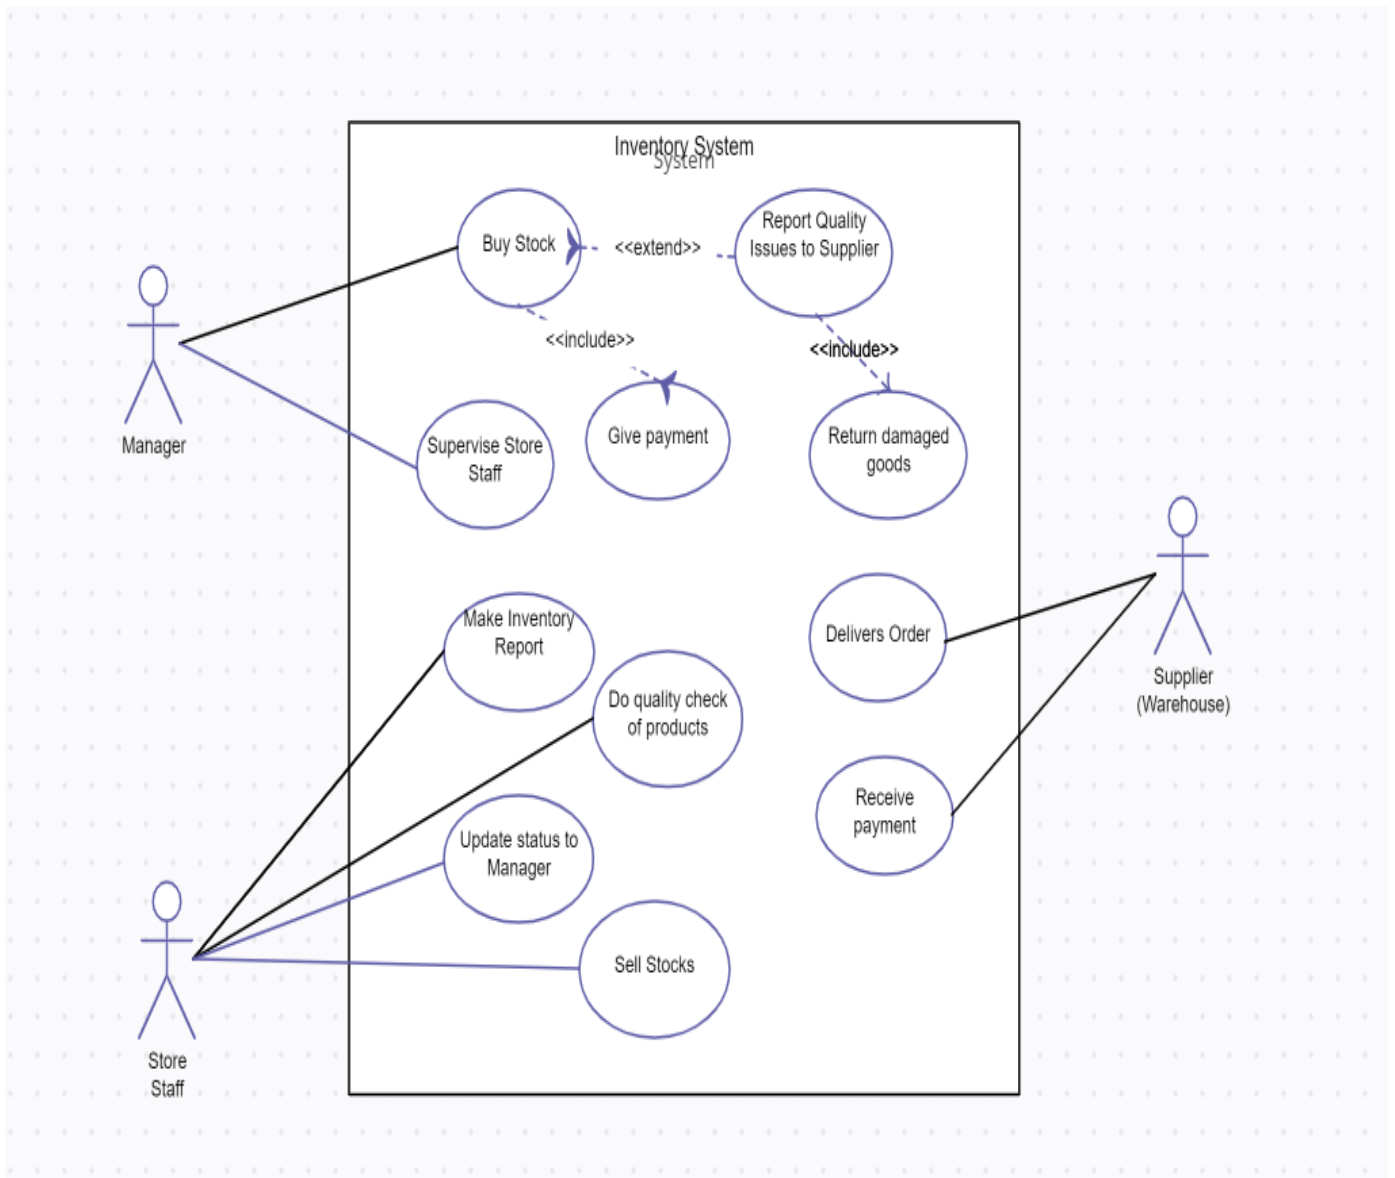 Inventory System
System
Buy Stock
<<extend>>
Report Quality
Issues to Supplier
<<include>>
<<include>>
Manager
Supervise Store
Staff
Give payment
Return damaged
goods
Make Inventory
Report
Do quality check
of products
Delivers Order
Supplier
(Warehouse)
Update status to
Manager
Receive
payment
Sell Stocks
Store
Staff